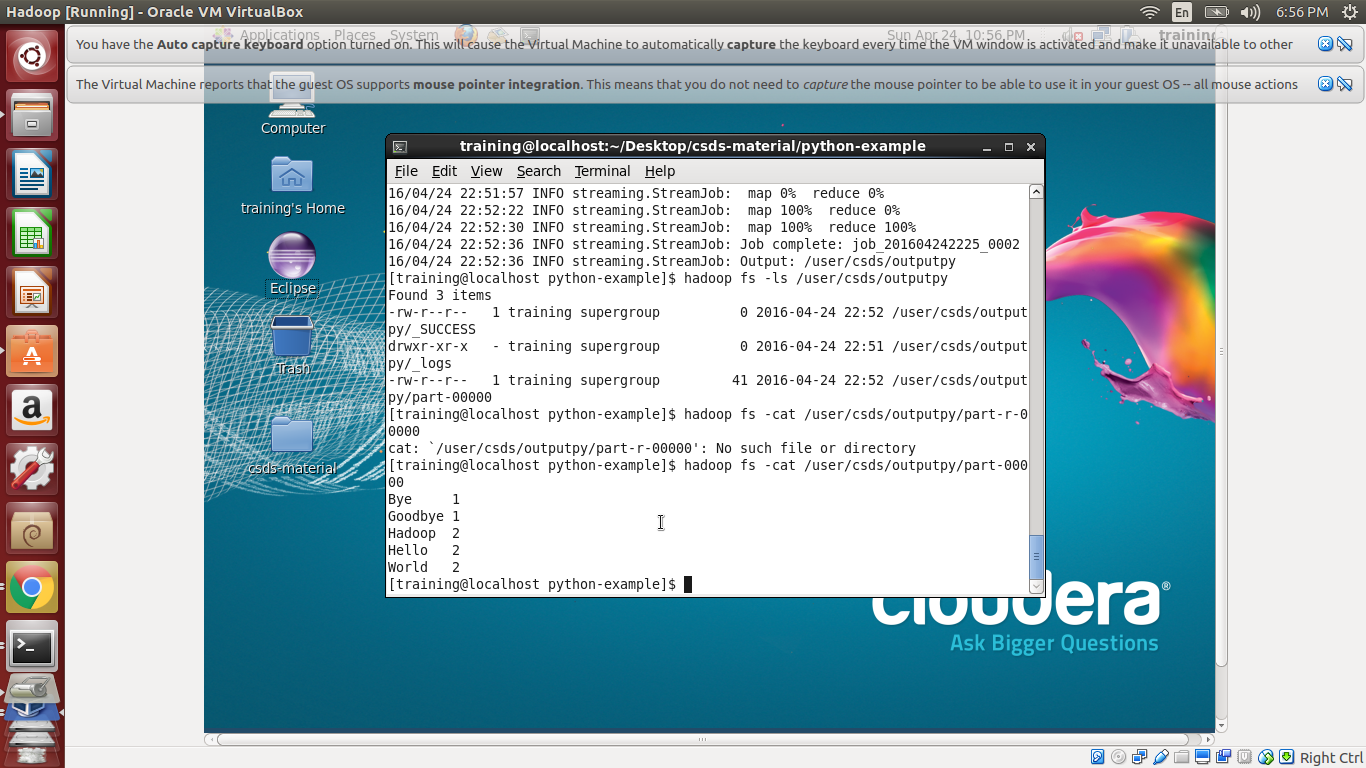 Hadoop [Running] - Oracle VM VirtualBox
En
6:56 PM
Applications Places System
Sun Apr 24, 10:56 PM
training
You have the Auto capture keyboard option turned on. This will cause the Virtual Machine to automatically capture the keyboard every time the VM window is activated and make it unavailable to other
The Virtual Machine reports that the guest OS supports mouse pointer integration. This means that you do not need to capture the mouse pointer to be able to use it in your guest OS -- all mouse actions
Computer
training's Home
Eclipse
Trash
csds-material
training@localhost:~/Desktop/csds-material/python-example
File Edit View Search Terminal Help
16/04/24 22:51:57 INFO streaming.StreamJob:  map 0%  reduce 0%
16/04/24 22:52:22 INFO streaming.StreamJob:  map 100%  reduce 0%
16/04/24 22:52:30 INFO streaming.StreamJob:  map 100%  reduce 100%
16/04/24 22:52:36 INFO streaming.StreamJob: Job complete: job_201604242225_0002
16/04/24 22:52:36 INFO streaming.StreamJob: Output: /user/csds/outputpy
[training@localhost python-example]$ hadoop fs -ls /user/csds/outputpy
Found 3 items
-rw-r--r--   1 training supergroup          0 2016-04-24 22:52 /user/csds/output
py/_SUCCESS
drwxr-xr-x   - training supergroup          0 2016-04-24 22:51 /user/csds/output
py/_logs
-rw-r--r--   1 training supergroup         41 2016-04-24 22:52 /user/csds/output
py/part-00000
[training@localhost python-example]$ hadoop fs -cat /user/csds/outputpy/part-r-0
0000
cat: `/user/csds/outputpy/part-r-00000': No such file or directory
[training@localhost python-example]$ hadoop fs -cat /user/csds/outputpy/part-000
00
Bye     1
Goodbye 1
Hadoop  2
Hello   2
World   2
[training@localhost python-example]$
cloudera®
Ask Bigger Questions
Right Ctrl